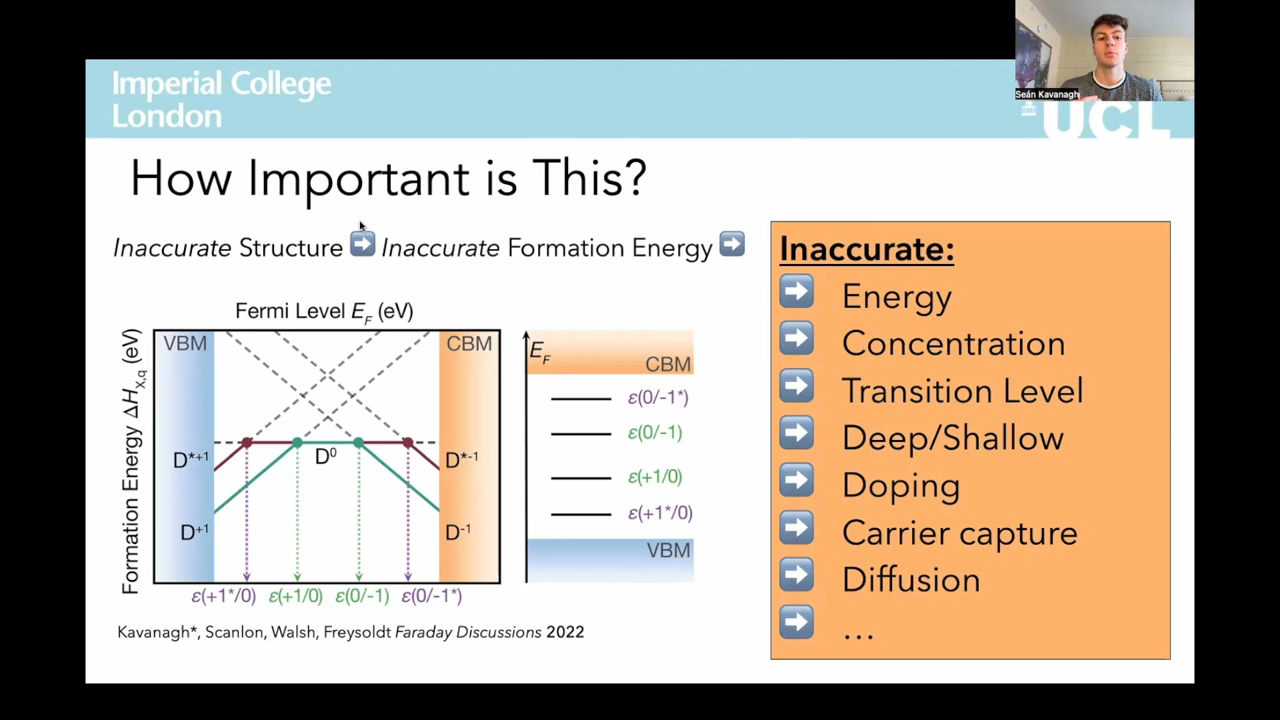 Imperial College
London
Seán Kavanagh
UCL
How Important is This?
Inaccurate Structure ➡ Inaccurate Formation Energy ➡
Fermi Level E_F (eV)
Formation Energy ΔH_X,q (eV)
VBM
CBM
D*+1
D0
D*-1
D+1
D-1
ε(+1*/0) ε(+1/0) ε(0/-1) ε(0/-1*)
E_F
CBM
ε(0/-1*)
ε(0/-1)
ε(+1/0)
ε(+1*/0)
VBM
Kavanagh*, Scanlon, Walsh, Freysoldt Faraday Discussions 2022
Inaccurate:
➡ Energy
➡ Concentration
➡ Transition Level
➡ Deep/Shallow
➡ Doping
➡ Carrier capture
➡ Diffusion
➡ ...